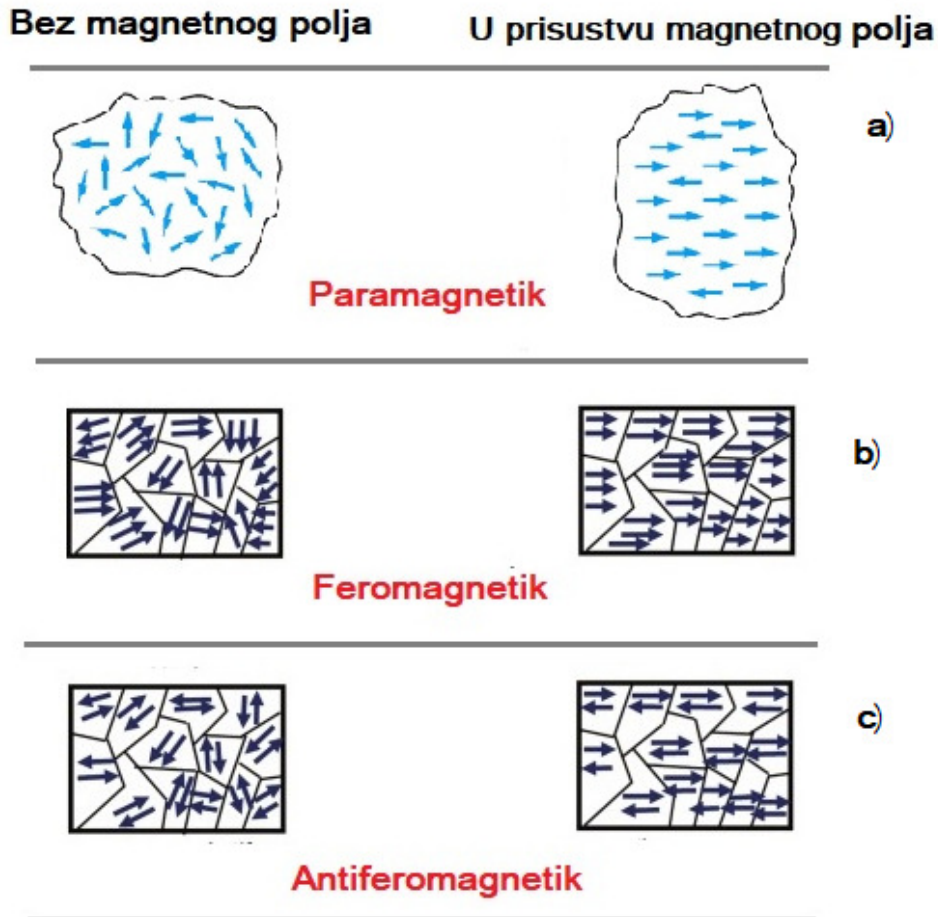 Bez magnetnog polja
U prisustvu magnetnog polja
a)
Paramagnetik
b)
Feromagnetik
c)
Antiferomagnetik